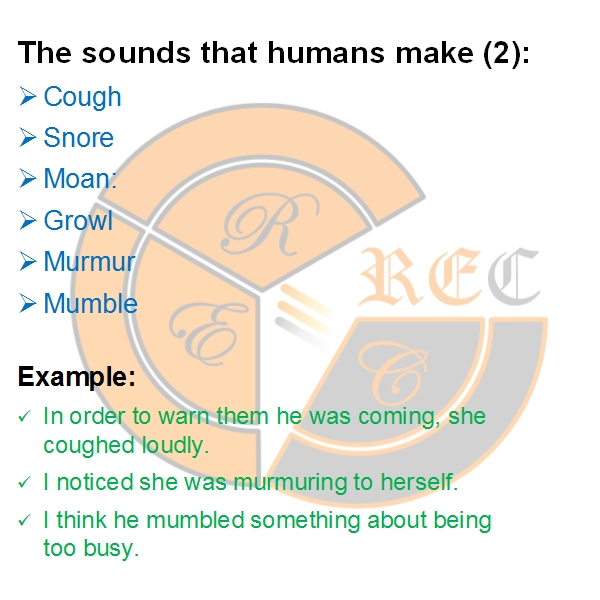 The sounds that humans make (2):
➢ Cough
➢ Snore
➢ Moan:
➢ Growl
➢ Murmur
➢ Mumble
R
E
C
REC
Example:
✓ In order to warn them he was coming, she
coughed loudly.
✓ I noticed she was murmuring to herself.
✓ I think he mumbled something about being
too busy.